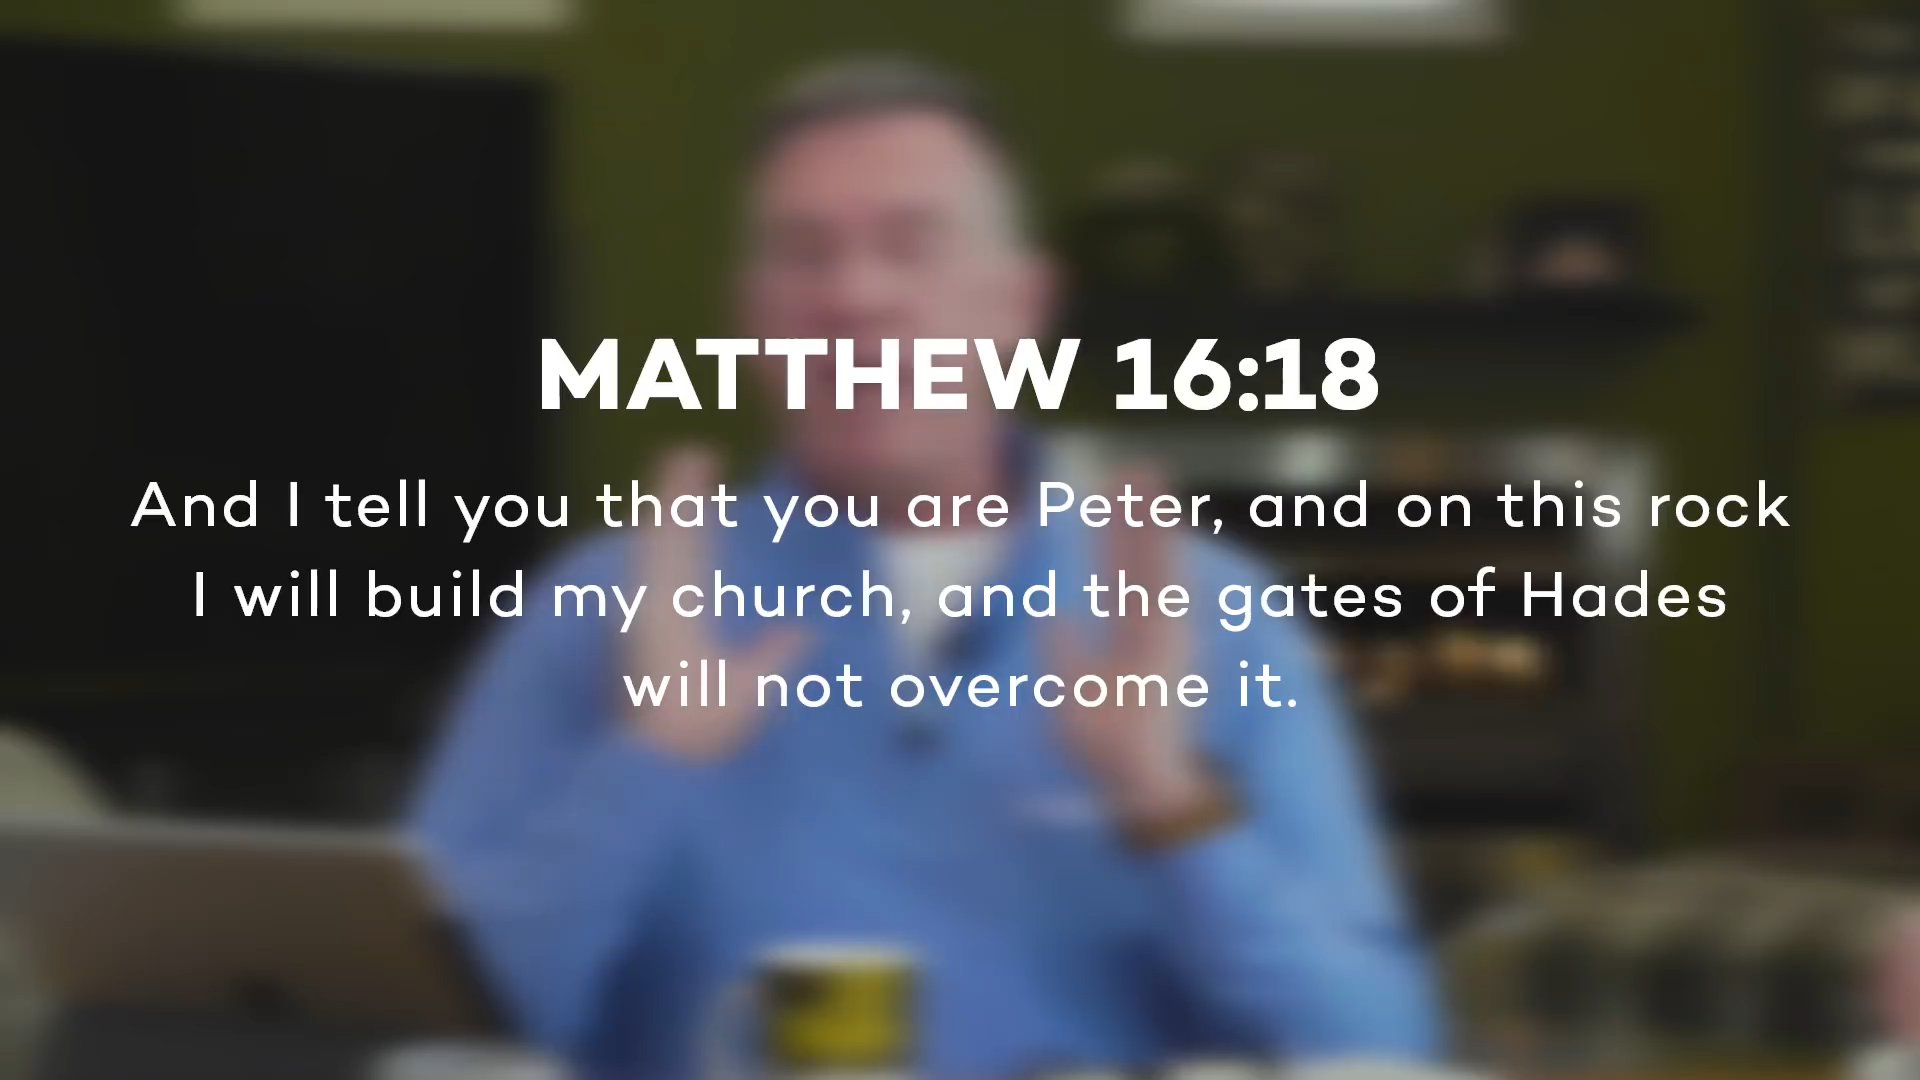 MATTHEW 16:18
And I tell you that you are Peter, and on this rock
I will build my church, and the gates of Hades
will not overcome it.